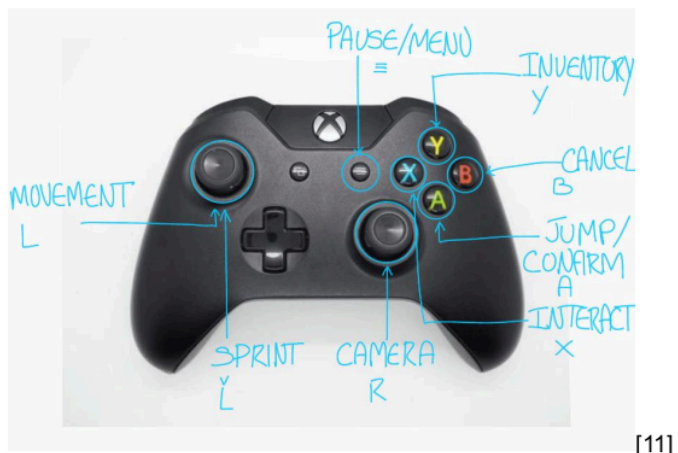 PAUSE/MENU
≡
INVENTORY
Y
Y
X
B
A
CANCEL
B
MOVEMENT
L
JUMP/
CONFIRM
A
INTERACT
X
SPRINT
L
CAMERA
R
[11]